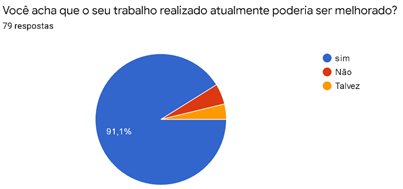 Você acha que o seu trabalho realizado atualmente poderia ser melhorado?
79 respostas
sim
Não
Talvez
91,1%